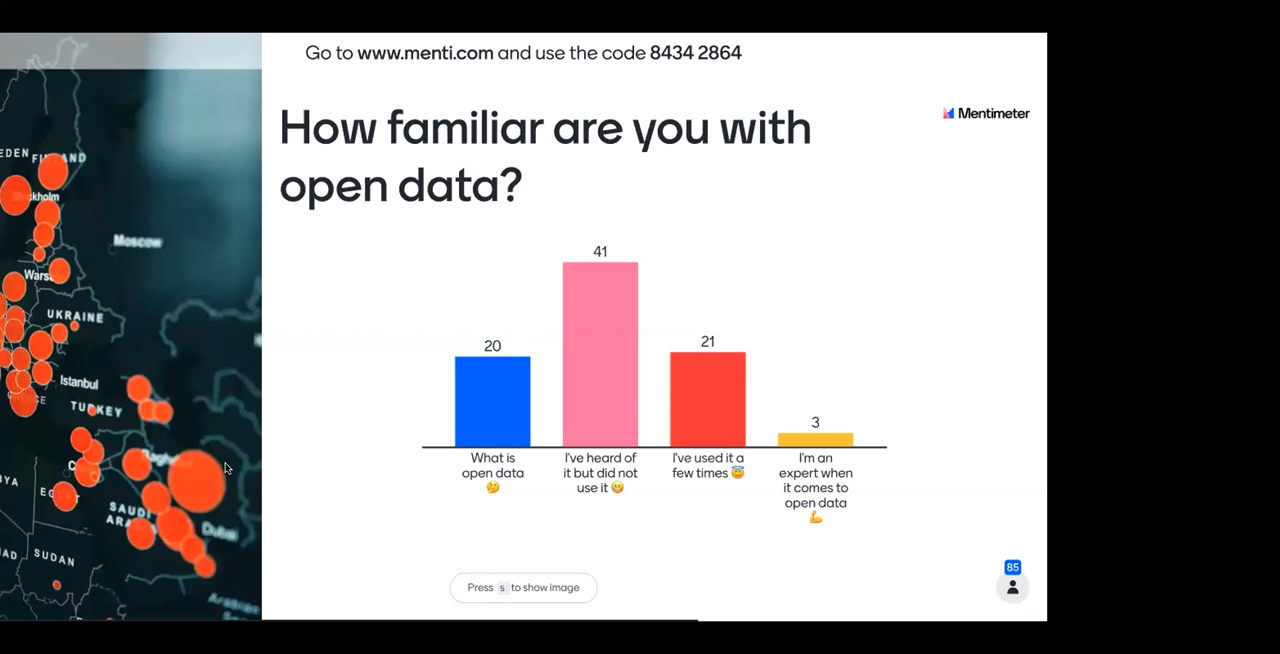 Go to www.menti.com and use the code 8434 2864
How familiar are you with
open data?
Mentimeter
41
20
21
3
What is
open data
🤔
I've heard of
it but did not
use it 😁
I've used it a
few times 😇
I'm an
expert when
it comes to
open data
💪
Press s to show image
85
EDEN
FINLAND
Stockholm
Moscow
UKRAINE
Istanbul
TURKEY
Baghdad
SAUDI
Dubai
SUDAN
Arabian